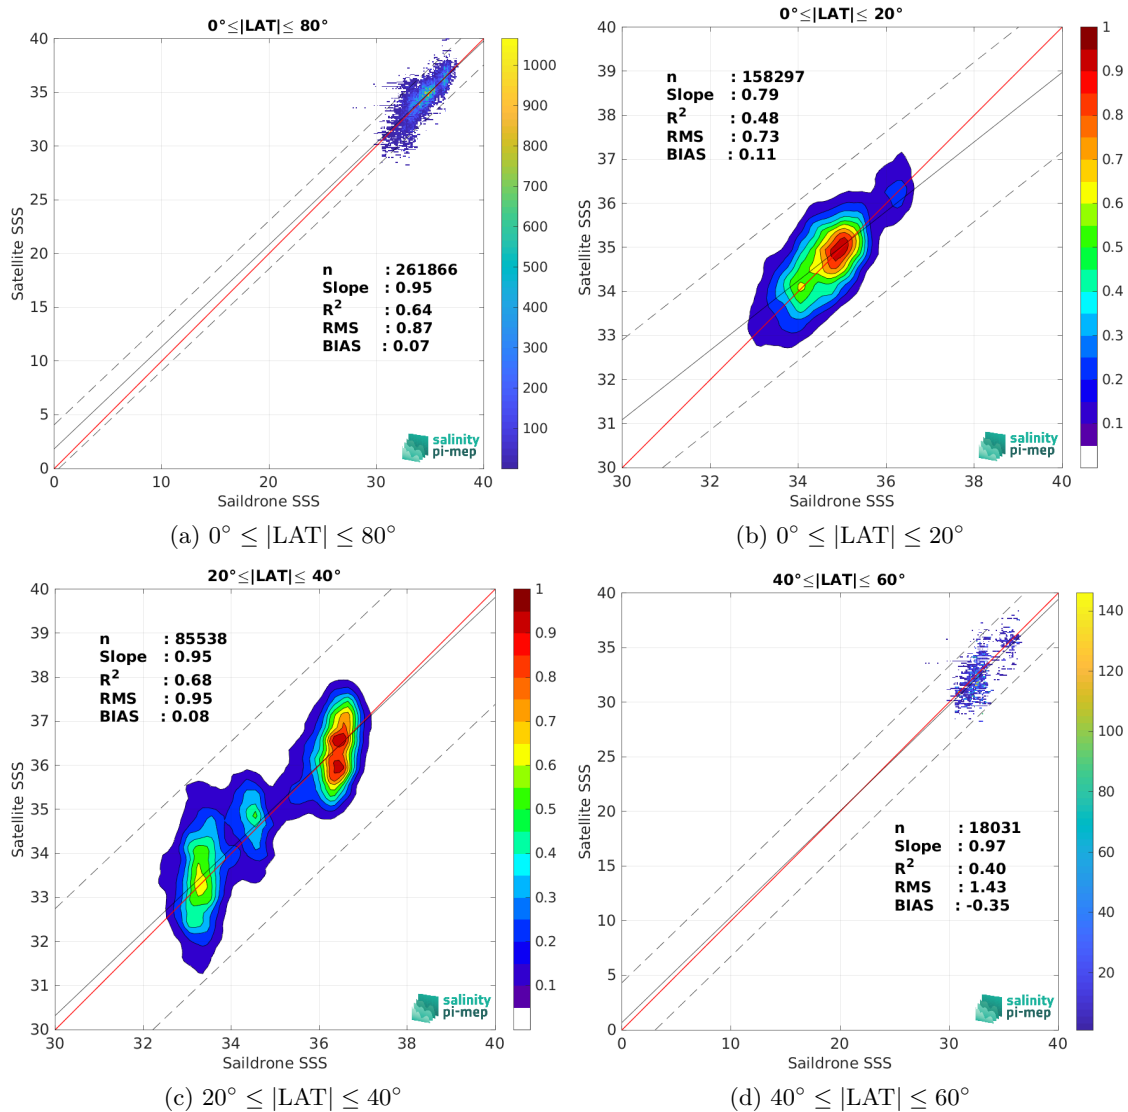 0°≤|LAT|≤ 80°
40
35
30
25
20
15
10
5
0
0
10
20
30
40
Satellite SSS
Saildrone SSS
n : 261866
Slope : 0.95
R² : 0.64
RMS : 0.87
BIAS : 0.07
salinity
pi-mep
1000
900
800
700
600
500
400
300
200
100
(a) 0° ≤ |LAT| ≤ 80°
0°≤|LAT|≤ 20°
40
39
38
37
36
35
34
33
32
31
30
30
32
34
36
38
40
Satellite SSS
Saildrone SSS
n : 158297
Slope : 0.79
R² : 0.48
RMS : 0.73
BIAS : 0.11
salinity
pi-mep
1
0.9
0.8
0.7
0.6
0.5
0.4
0.3
0.2
0.1
(b) 0° ≤ |LAT| ≤ 20°
20°≤|LAT|≤ 40°
40
39
38
37
36
35
34
33
32
31
30
30
32
34
36
38
40
Satellite SSS
Saildrone SSS
n : 85538
Slope : 0.95
R² : 0.68
RMS : 0.95
BIAS : 0.08
salinity
pi-mep
1
0.9
0.8
0.7
0.6
0.5
0.4
0.3
0.2
0.1
(c) 20° ≤ |LAT| ≤ 40°
40°≤|LAT|≤ 60°
40
35
30
25
20
15
10
5
0
0
10
20
30
40
Satellite SSS
Saildrone SSS
n : 18031
Slope : 0.97
R² : 0.40
RMS : 1.43
BIAS : -0.35
salinity
pi-mep
140
120
100
80
60
40
20
(d) 40° ≤ |LAT| ≤ 60°